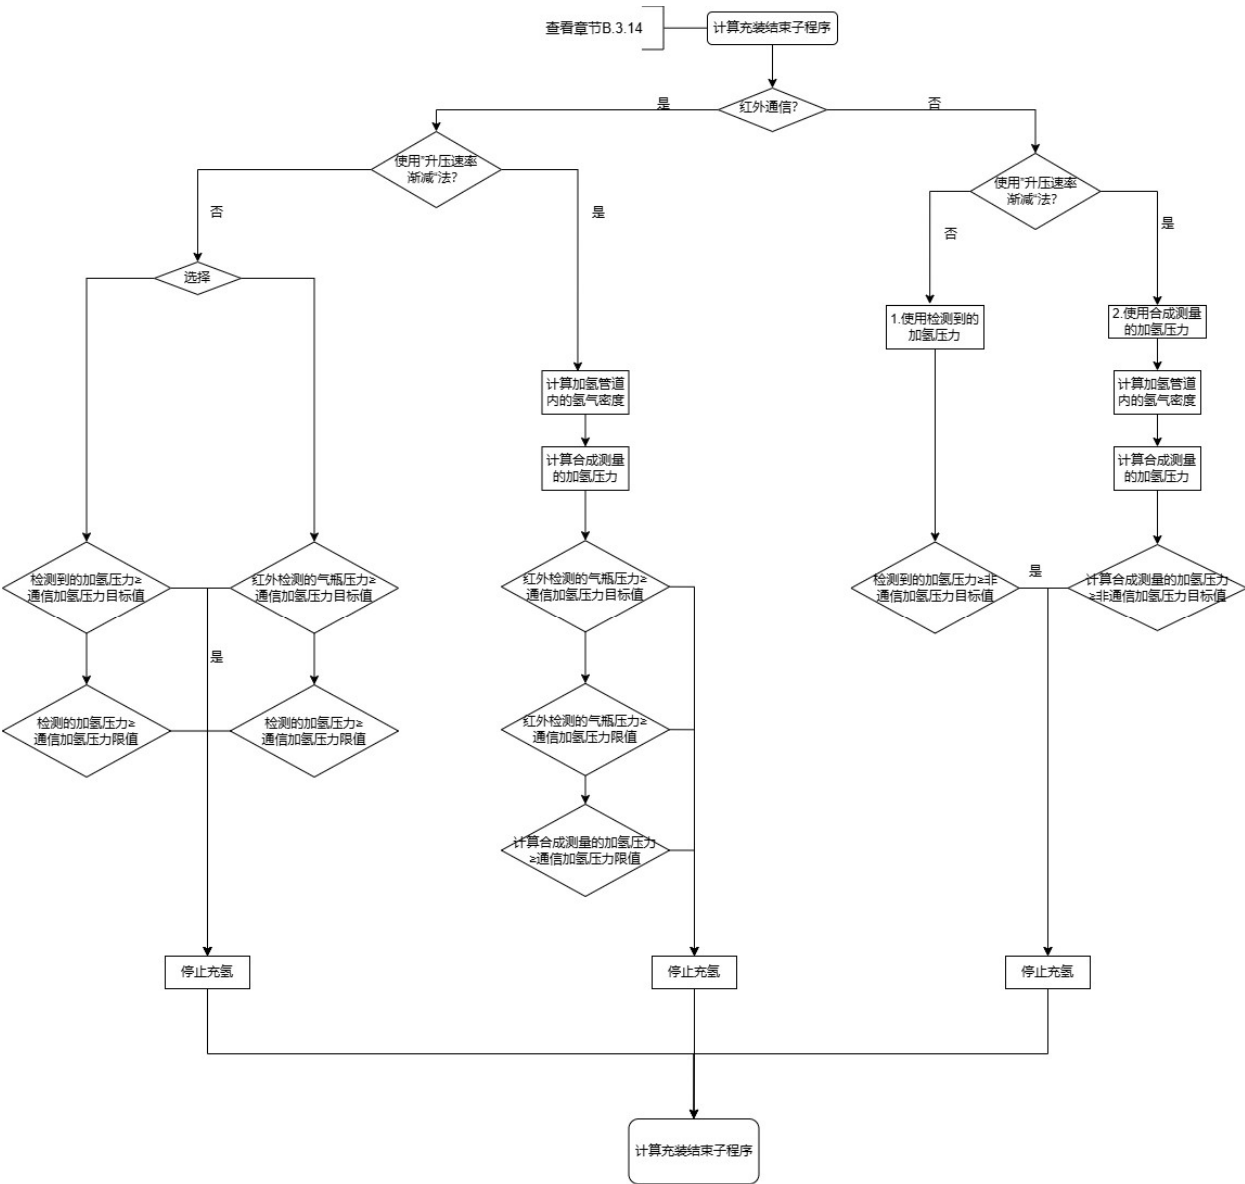 查看章节B.3.14
计算充装结束子程序
红外通信?
是
否
使用"升压速率
渐减"法?
使用"升压速率
渐减"法?
否
是
否
是
选择
1.使用检测到的
加氢压力
2.使用合成测量
的加氢压力
计算加氢管道
内的氢气密度
计算加氢管道
内的氢气密度
计算合成测量
的加氢压力
计算合成测量
的加氢压力
检测到的加氢压力≥
通信加氢压力目标值
红外检测的气瓶压力≥
通信加氢压力目标值
红外检测的气瓶压力≥
通信加氢压力目标值
检测到的加氢压力≥非
通信加氢压力目标值
是
计算合成测量的加氢压力
≥非通信加氢压力目标值
是
检测的加氢压力≥
通信加氢压力限值
检测的加氢压力≥
通信加氢压力限值
红外检测的气瓶压力≥
通信加氢压力限值
计算合成测量的加氢压力
≥通信加氢压力限值
停止充氢
停止充氢
停止充氢
计算充装结束子程序